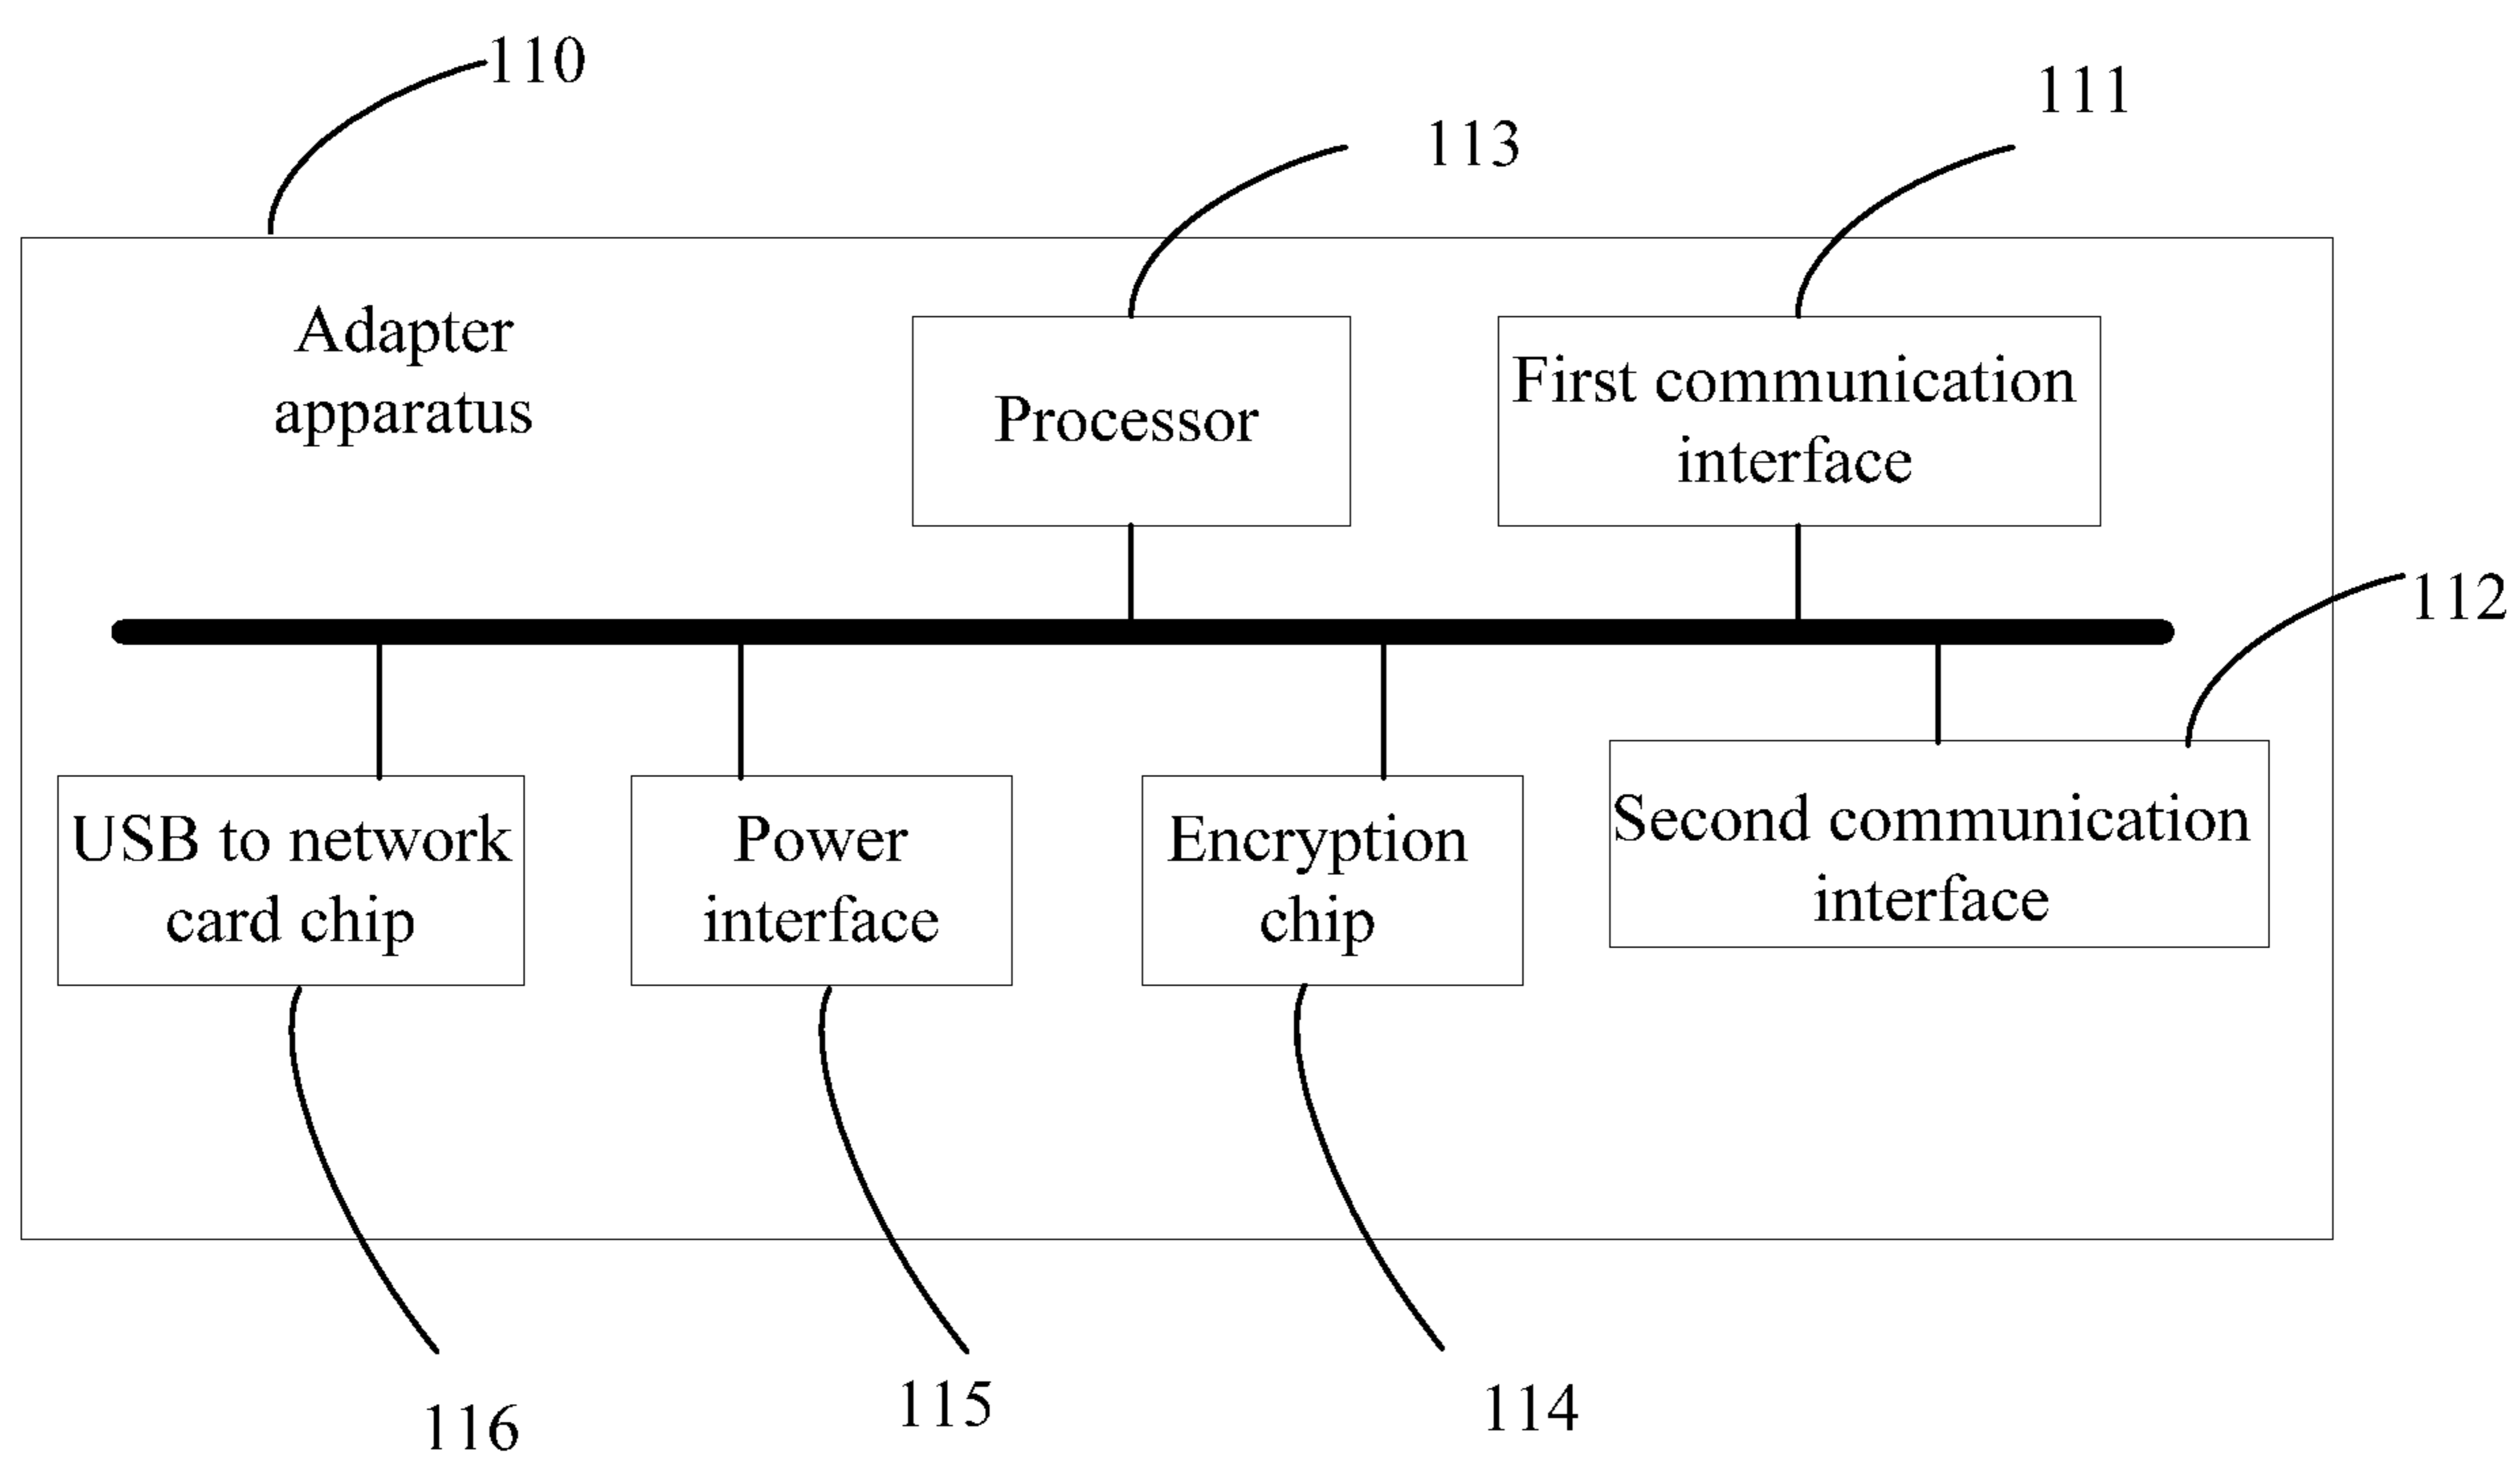 110
111
113
Adapter
apparatus
Processor
First communication
interface
112
USB to network
card chip
Power
interface
Encryption
chip
Second communication
interface
116
115
114